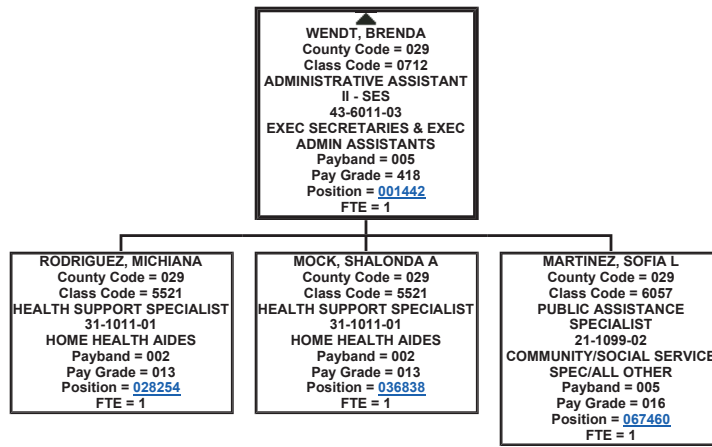 WENDT, BRENDA
County Code = 029
Class Code = 0712
ADMINISTRATIVE ASSISTANT
II - SES
43-6011-03
EXEC SECRETARIES & EXEC
ADMIN ASSISTANTS
Payband = 005
Pay Grade = 418
Position = 001442
FTE = 1
RODRIGUEZ, MICHIANA
County Code = 029
Class Code = 5521
HEALTH SUPPORT SPECIALIST
31-1011-01
HOME HEALTH AIDES
Payband = 002
Pay Grade = 013
Position = 028254
FTE = 1
MOCK, SHALONDA A
County Code = 029
Class Code = 5521
HEALTH SUPPORT SPECIALIST
31-1011-01
HOME HEALTH AIDES
Payband = 002
Pay Grade = 013
Position = 036838
FTE = 1
MARTINEZ, SOFIA L
County Code = 029
Class Code = 6057
PUBLIC ASSISTANCE
SPECIALIST
21-1099-02
COMMUNITY/SOCIAL SERVICE
SPEC/ALL OTHER
Payband = 005
Pay Grade = 016
Position = 067460
FTE = 1